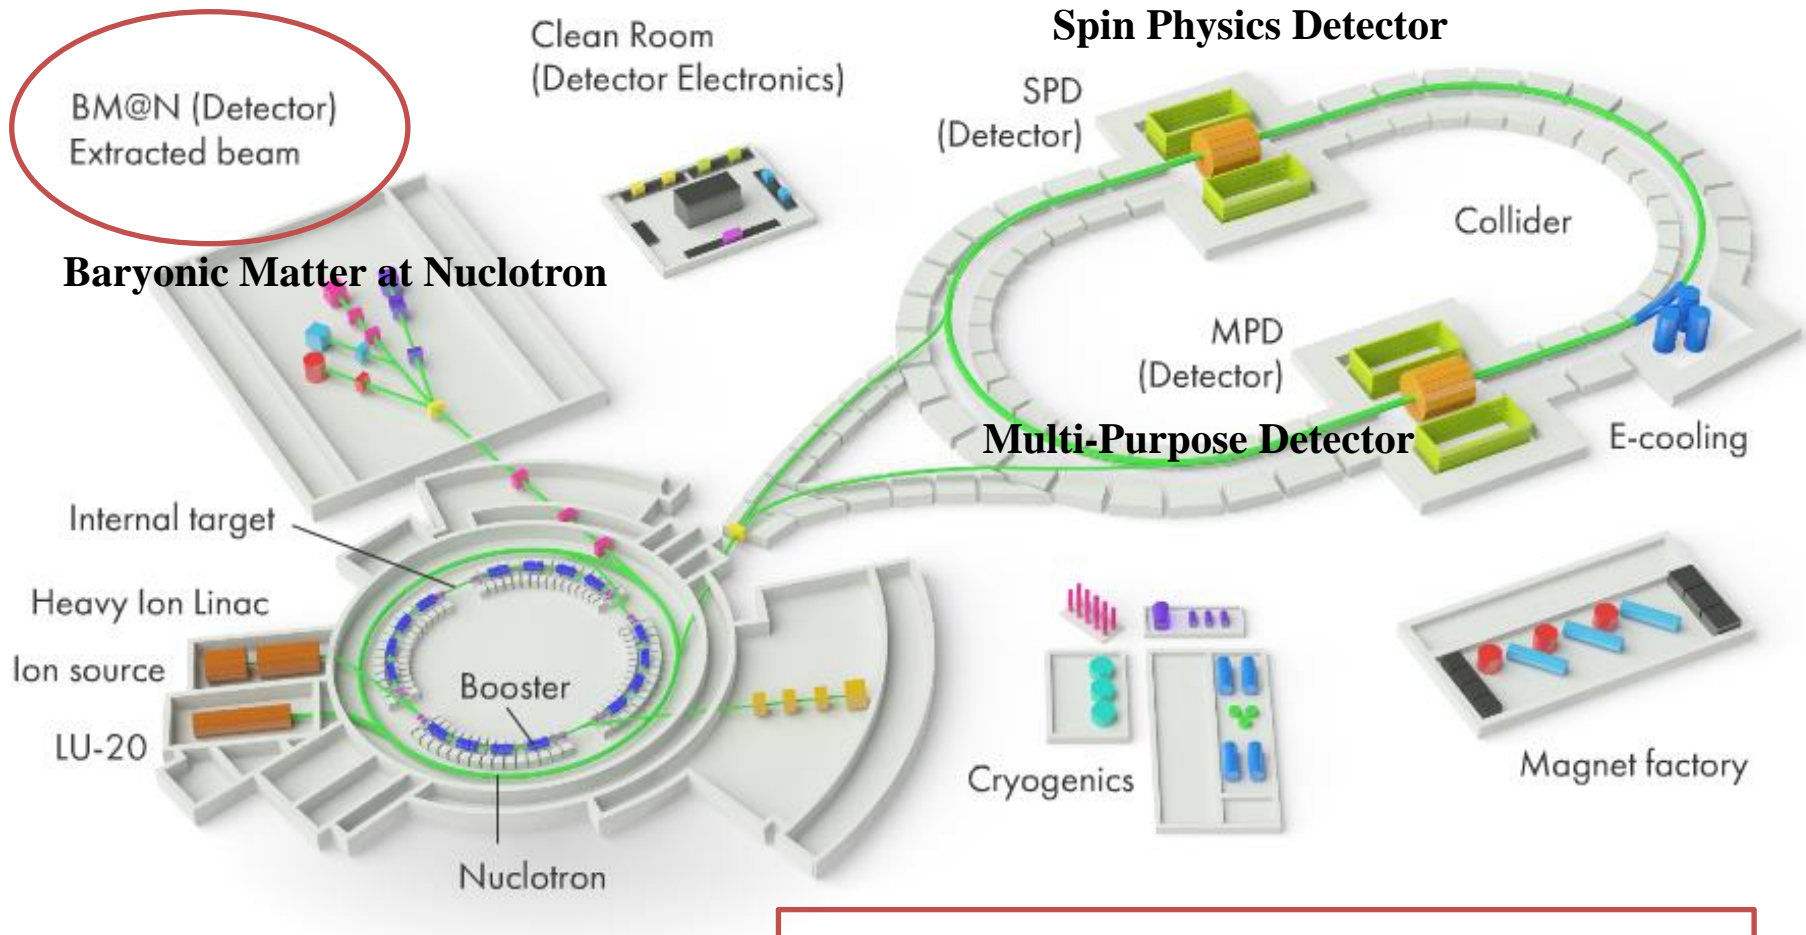 Spin Physics Detector
Clean Room
(Detector Electronics)
BM@N (Detector)
Extracted beam
SPD
(Detector)
Collider
Baryonic Matter at Nuclotron
MPD
(Detector)
Multi-Purpose Detector
E-cooling
Internal target
Heavy Ion Linac
Ion source
Booster
LU-20
Cryogenics
Magnet factory
Nuclotron